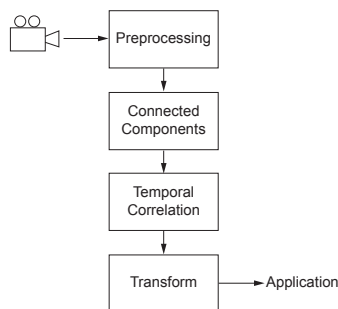 Preprocessing
Connected
Components
Temporal
Correlation
Transform
Application